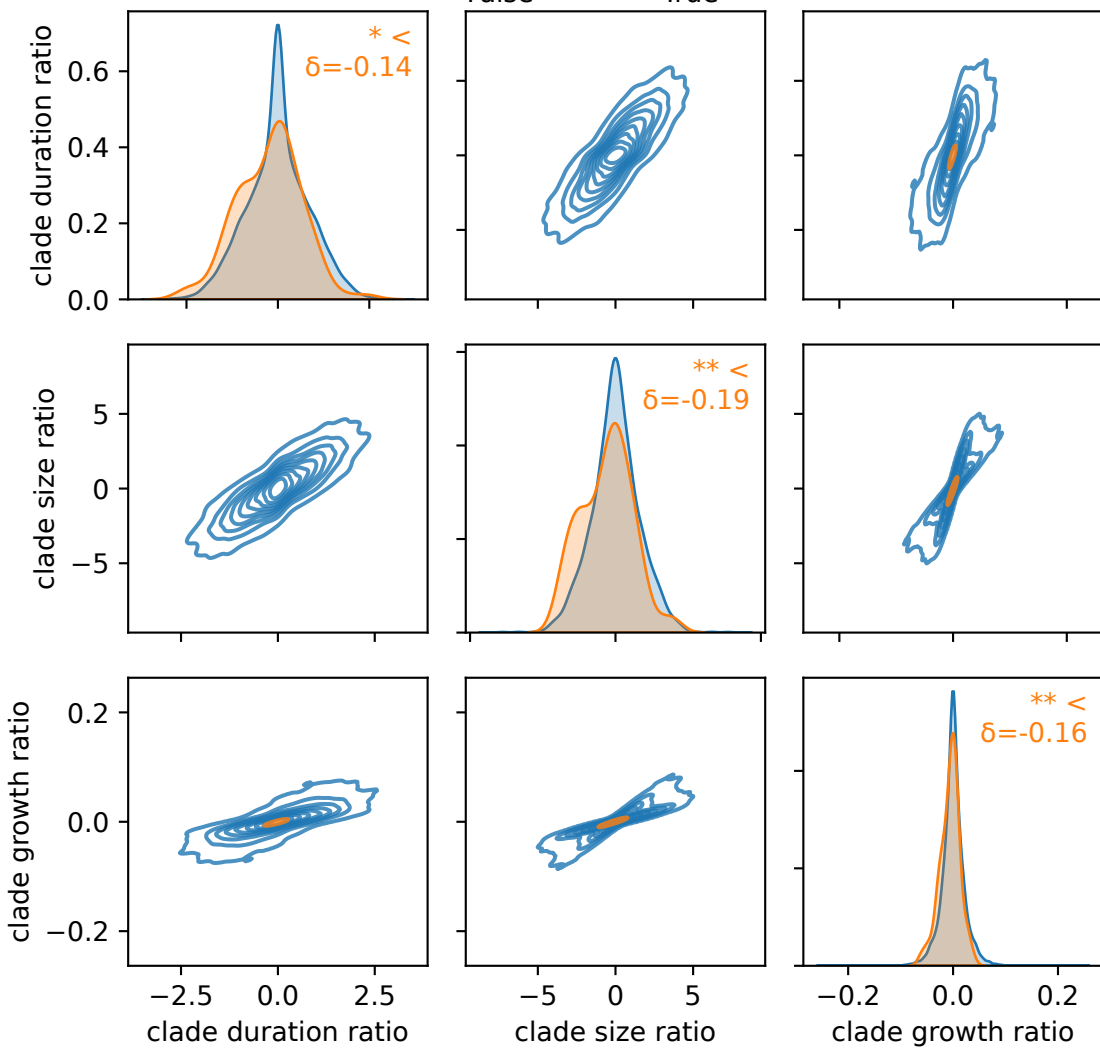 * <
δ=-0.14
clade duration ratio
0.6
0.4
0.2
0.0
** <
δ=-0.19
clade size ratio
5
0
−5
** <
δ=-0.16
clade growth ratio
0.2
0.0
−0.2
−2.5 0.0 2.5
−5 0 5
−0.2 0.0 0.2
clade duration ratio
clade size ratio
clade growth ratio